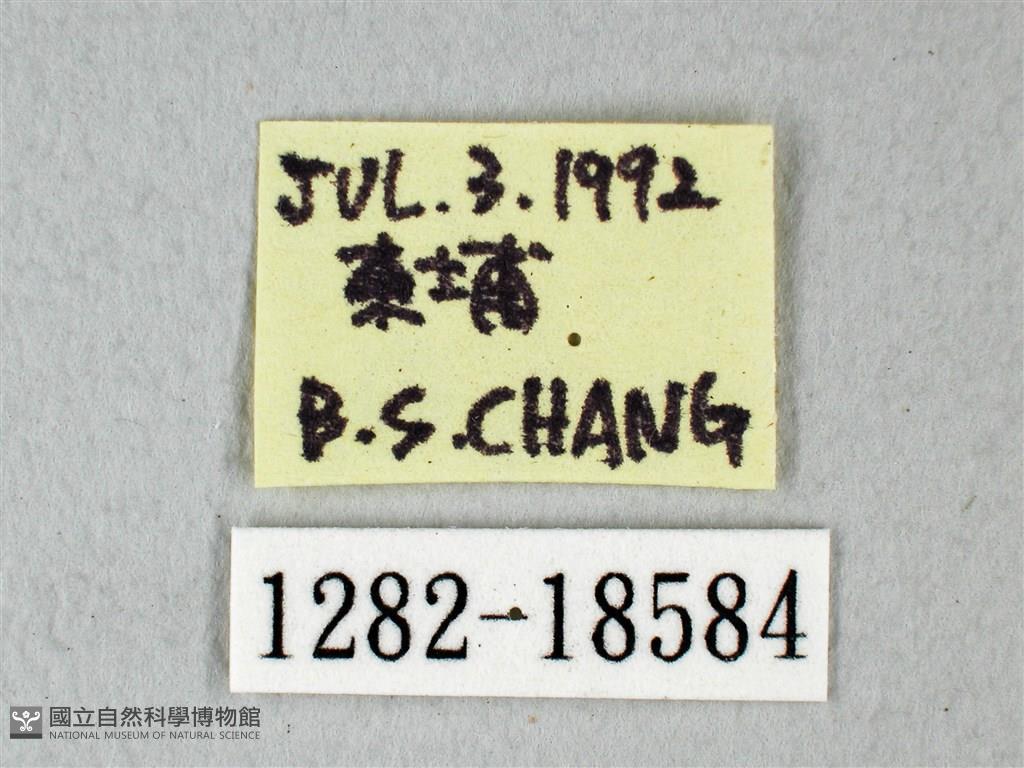 JUL.3.1992
東埔
B.S.CHANG
1282-18584
國立自然科學博物館
NATIONAL MUSEUM OF NATURAL SCIENCE